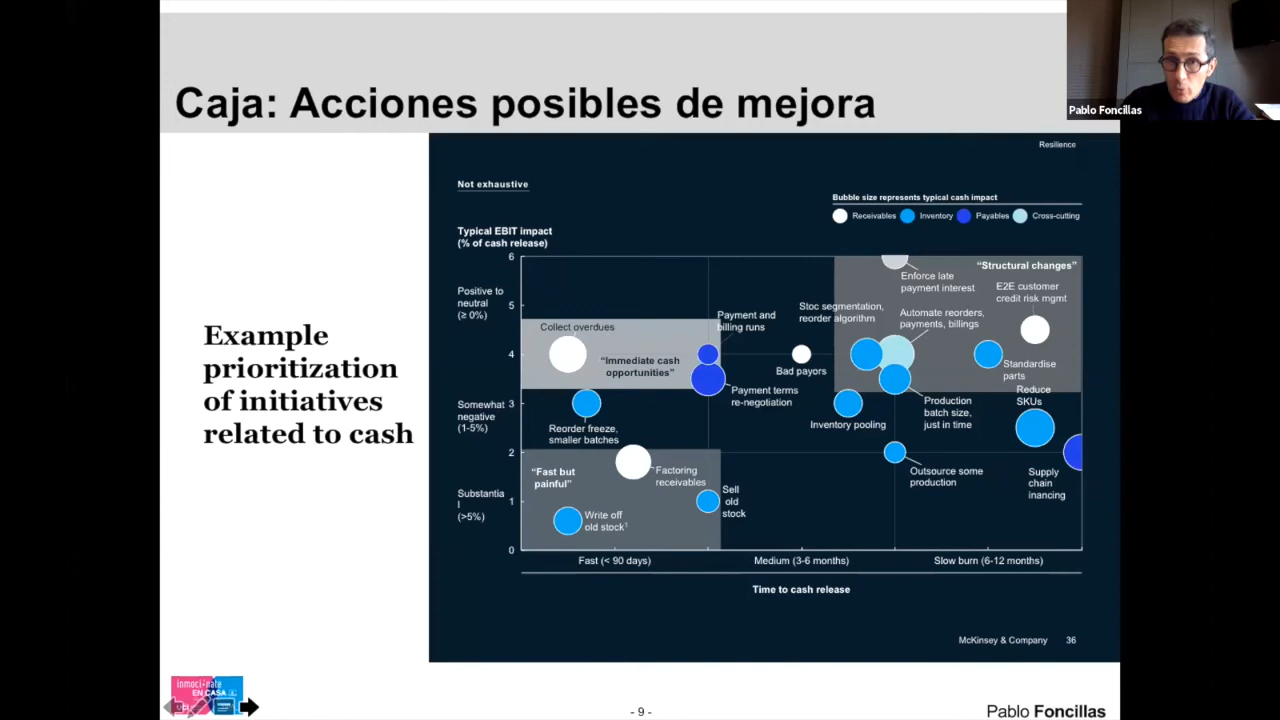 Caja: Acciones posibles de mejora
Pablo Foncillas
Example
prioritization
of initiatives
related to cash
Resilience
Not exhaustive
Bubble size represents typical cash impact
Receivables
Inventory
Payables
Cross-cutting
Typical EBIT impact
(% of cash release)
6
5
4
3
2
1
0
Positive to
neutral
(≥ 0%)
Somewhat
negative
(1-5%)
Substantia
l
(>5%)
Collect overdues
"Immediate cash
opportunities"
Payment and
billing runs
Payment terms
re-negotiation
Reorder freeze,
smaller batches
"Fast but
painful"
Factoring
receivables
Write off
old stock¹
Sell
old
stock
Bad payors
Stoc segmentation,
reorder algorithm
Inventory pooling
Enforce late
payment interest
"Structural changes"
E2E customer
credit risk mgmt
Automate reorders,
payments, billings
Standardise
parts
Reduce
SKUs
Production
batch size,
just in time
Outsource some
production
Supply
chain
inancing
Fast (< 90 days)
Medium (3-6 months)
Slow burn (6-12 months)
Time to cash release
McKinsey & Company
36
inmoci nate
EN CASA
- 9 -
Pablo Foncillas